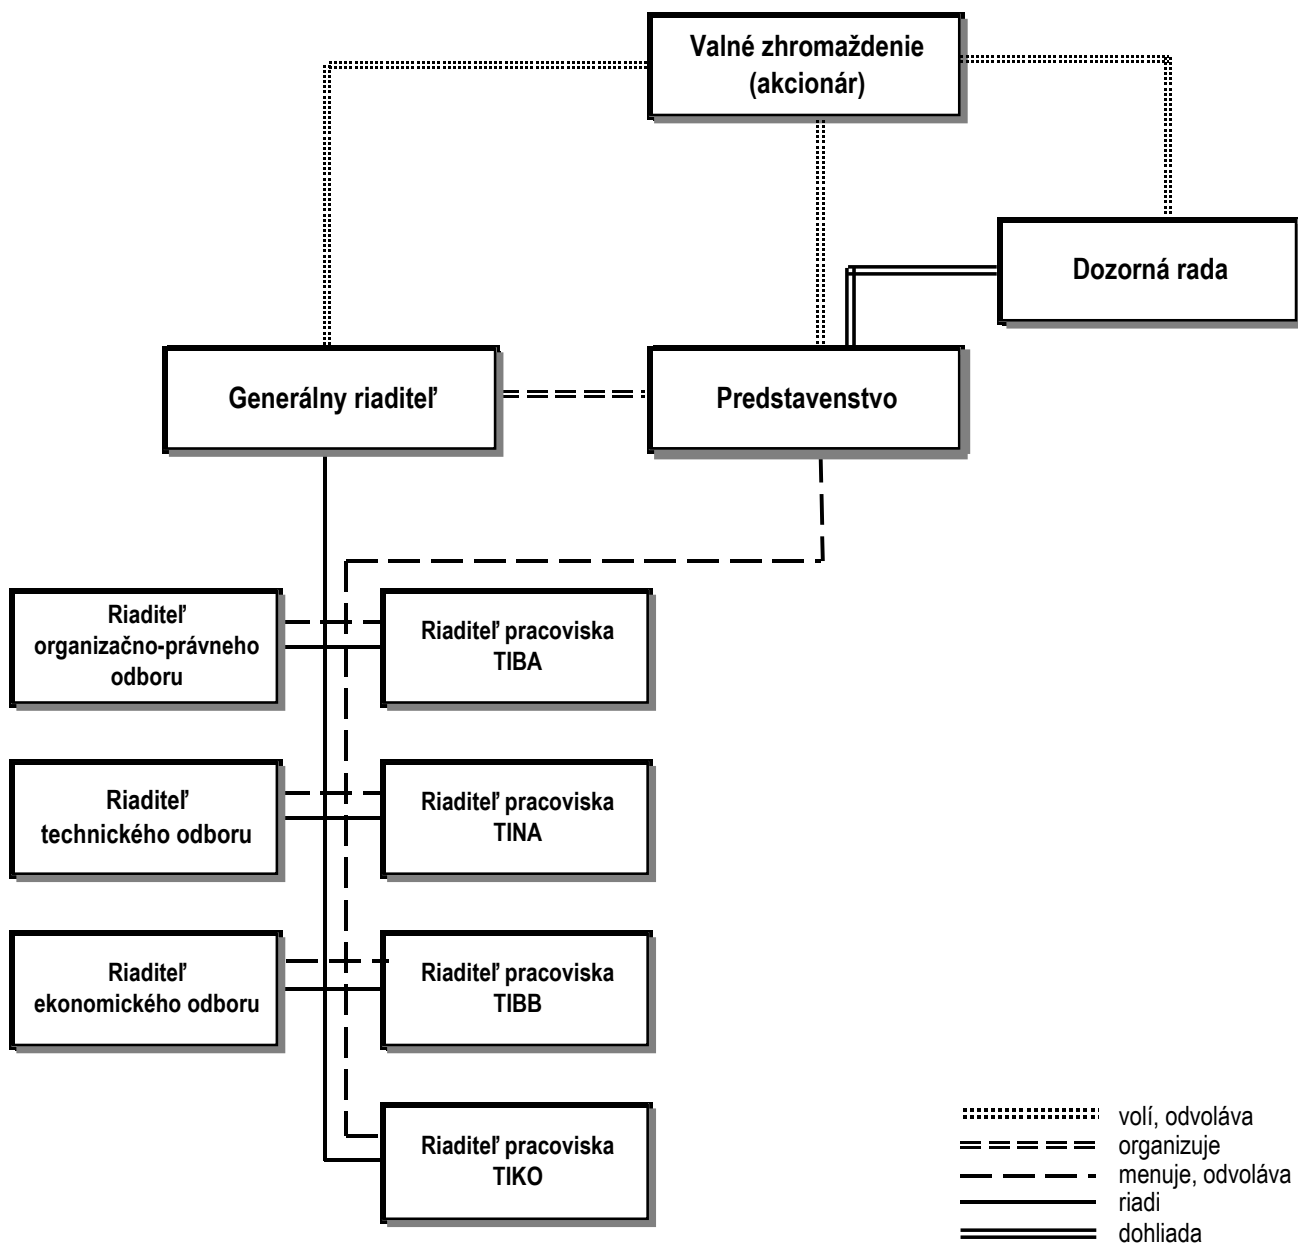 Valné zhromaždenie
(akcionár)
Dozorná rada
Generálny riaditeľ
Predstavenstvo
Riaditeľ
organizačno-právneho
odboru
Riaditeľ pracoviska
TIBA
Riaditeľ
technického odboru
Riaditeľ pracoviska
TINA
Riaditeľ
ekonomického odboru
Riaditeľ pracoviska
TIBB
Riaditeľ pracoviska
TIKO
volí, odvoláva
organizuje
menuje, odvoláva
riadi
dohliada